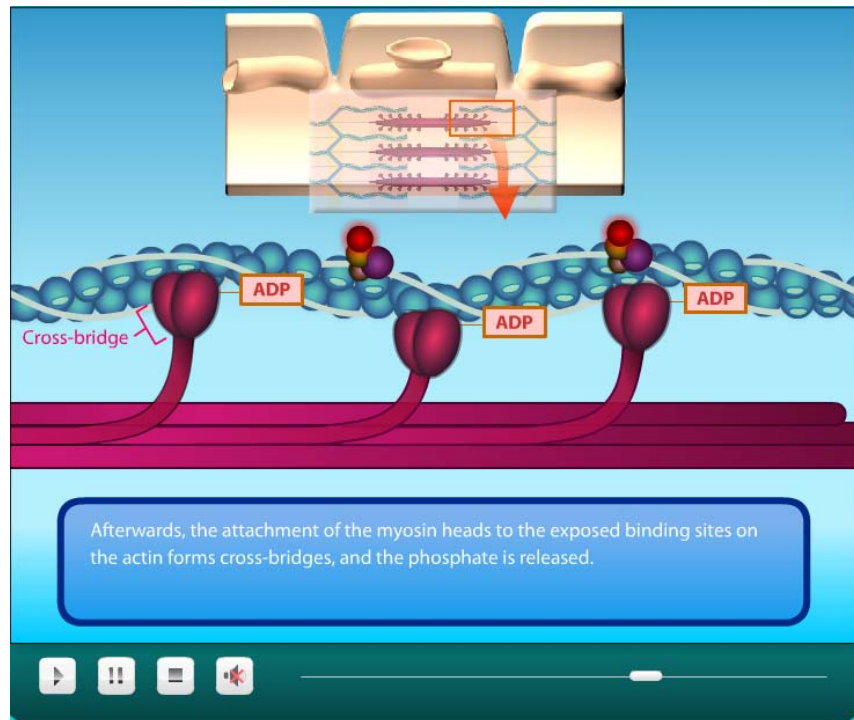 ADP
ADP
ADP
Cross-bridge
Afterwards, the attachment of the myosin heads to the exposed binding sites on
the actin forms cross-bridges, and the phosphate is released.